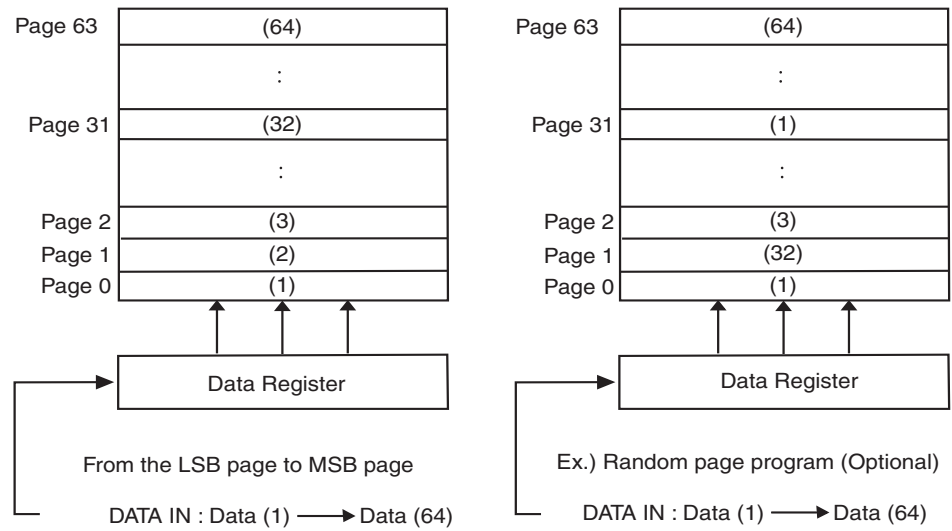 Page 63 (64)
:
Page 31 (32)
:
Page 2 (3)
Page 1 (2)
Page 0 (1)
Data Register
From the LSB page to MSB page
DATA IN : Data (1) Data (64)
Page 63 (64)
:
Page 31 (1)
:
Page 2 (3)
Page 1 (32)
Page 0 (1)
Data Register
Ex.) Random page program (Optional)
DATA IN : Data (1) Data (64)